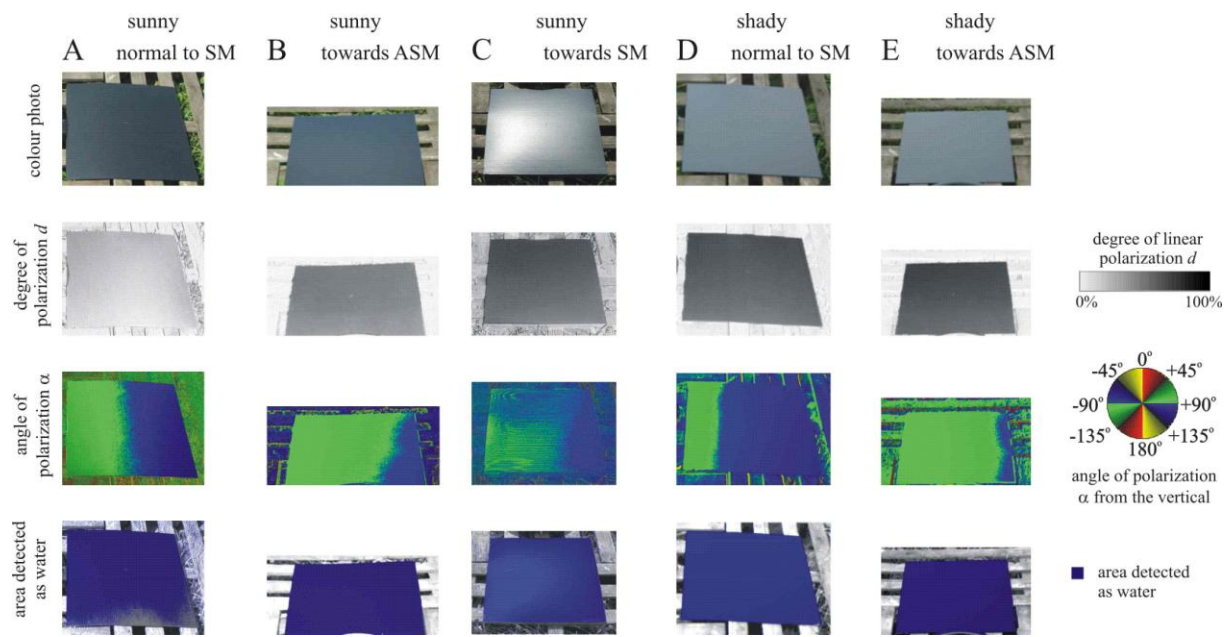 sunny
A normal to SM
sunny
B towards ASM
sunny
C towards SM
shady
D normal to SM
shady
E towards ASM
colour photo
degree of
polarization d
degree of linear
polarization d
0% 100%
angle of
polarization α
0°
-45° +45°
-90° +90°
-135° +135°
180°
angle of polarization
α from the vertical
area detected
as water
area detected
as water